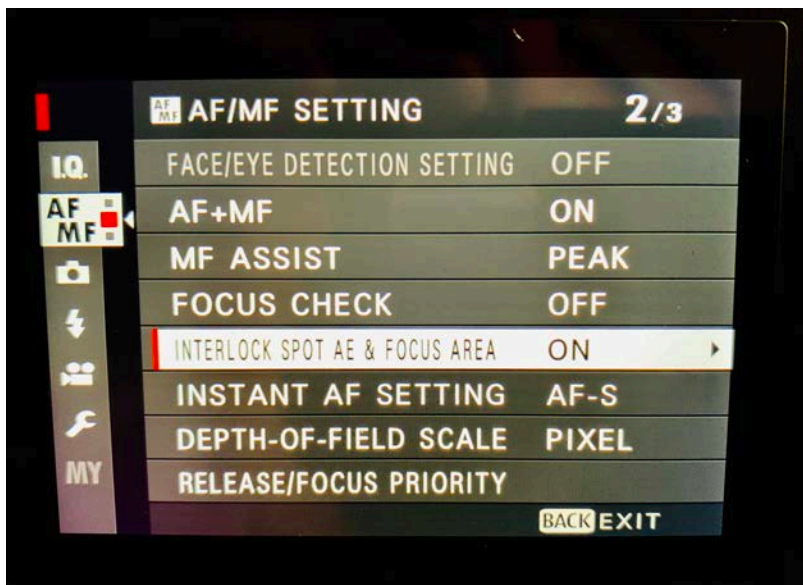 AF MF AF/MF SETTING 2/3
I.Q.
FACE/EYE DETECTION SETTING OFF
AF MF
AF+MF ON
MF ASSIST PEAK
FOCUS CHECK OFF
INTERLOCK SPOT AE & FOCUS AREA ON
INSTANT AF SETTING AF-S
DEPTH-OF-FIELD SCALE PIXEL
MY
RELEASE/FOCUS PRIORITY
BACK EXIT